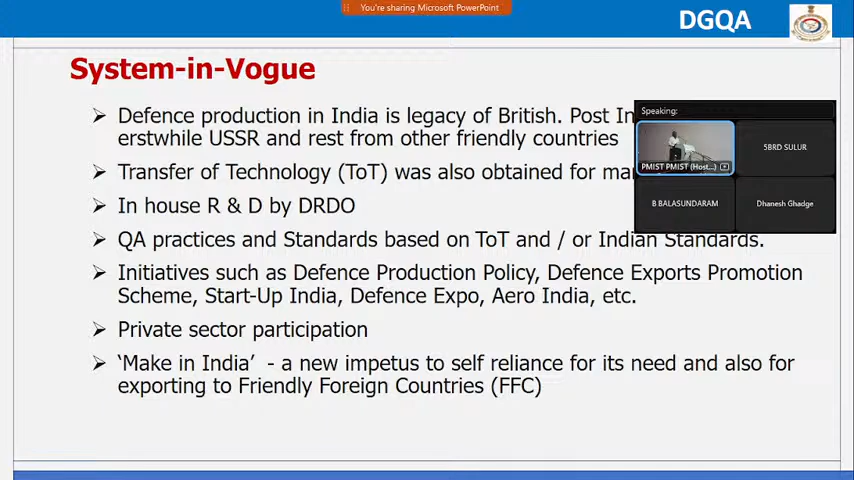 You're sharing Microsoft PowerPoint
DGQA
System-in-Vogue
Speaking:
PMIST PMIST (Host...)
5BRD SULUR
B BALASUNDARAM
Dhanesh Ghadge
➢ Defence production in India is legacy of British. Post
erstwhile USSR and rest from other friendly countries
➢ Transfer of Technology (ToT) was also obtained for
➢ In house R & D by DRDO
➢ QA practices and Standards based on ToT and / or Indian Standards.
➢ Initiatives such as Defence Production Policy, Defence Exports Promotion
Scheme, Start-Up India, Defence Expo, Aero India, etc.
➢ Private sector participation
➢ ‘Make in India’ - a new impetus to self reliance for its need and also for
exporting to Friendly Foreign Countries (FFC)